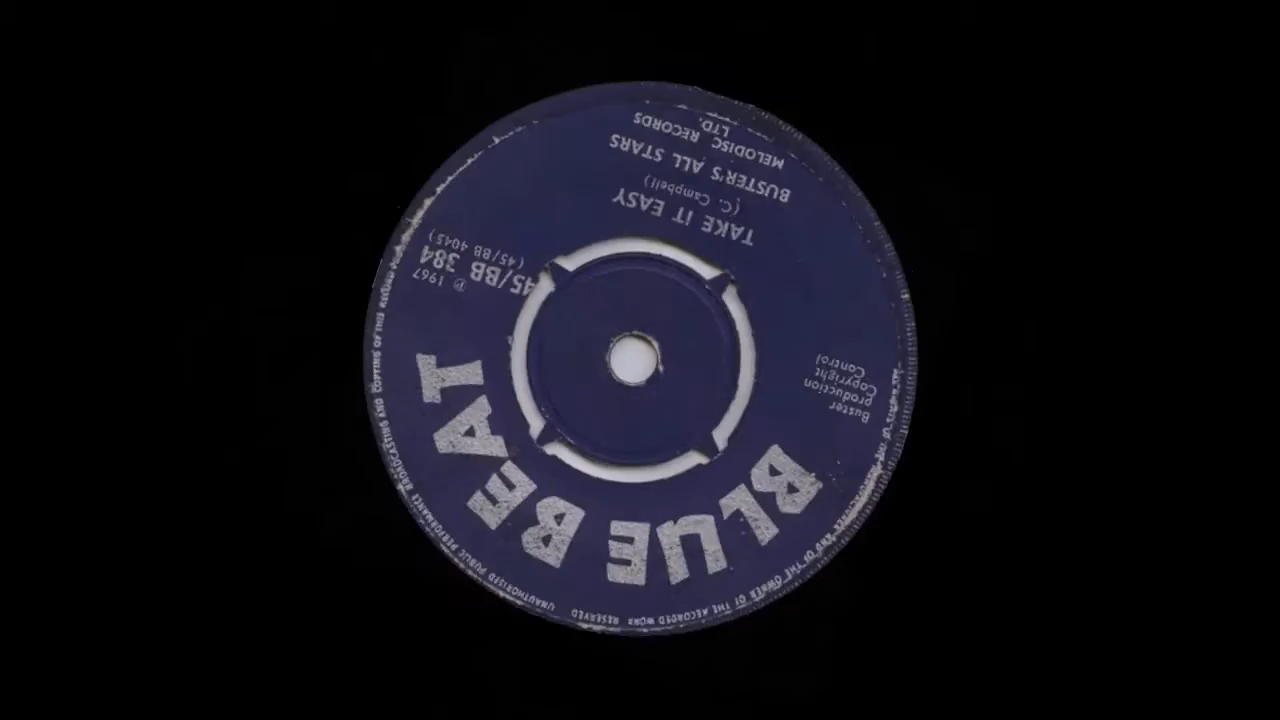 BLUE BEAT
Buster
production
Copyright
Control
℗ 1967
45/BB 384
(45/BB 4045)
TAKE IT EASY
(C. Campbell)
BUSTER'S ALL STARS
MELODISC RECORDS
LTD.
AND OF THE OWNER OF THE RECORDED WORK RESERVED
UNAUTHORISED PUBLIC PERFORMANCE BROADCASTING AND COPYING OF THIS RECORD